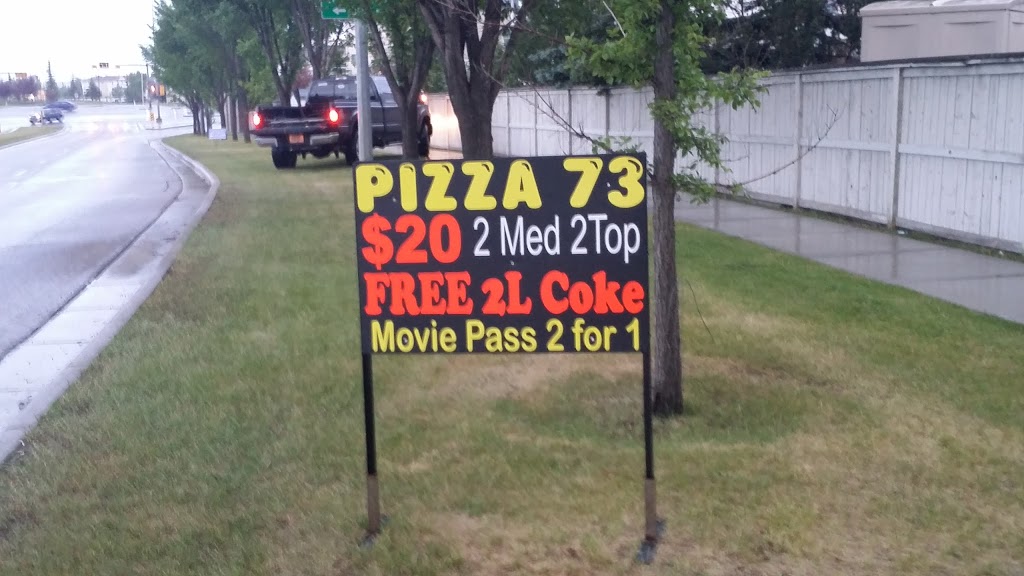 PIZZA 73
$20 2 Med 2Top
FREE 2L Coke
Movie Pass 2 for 1